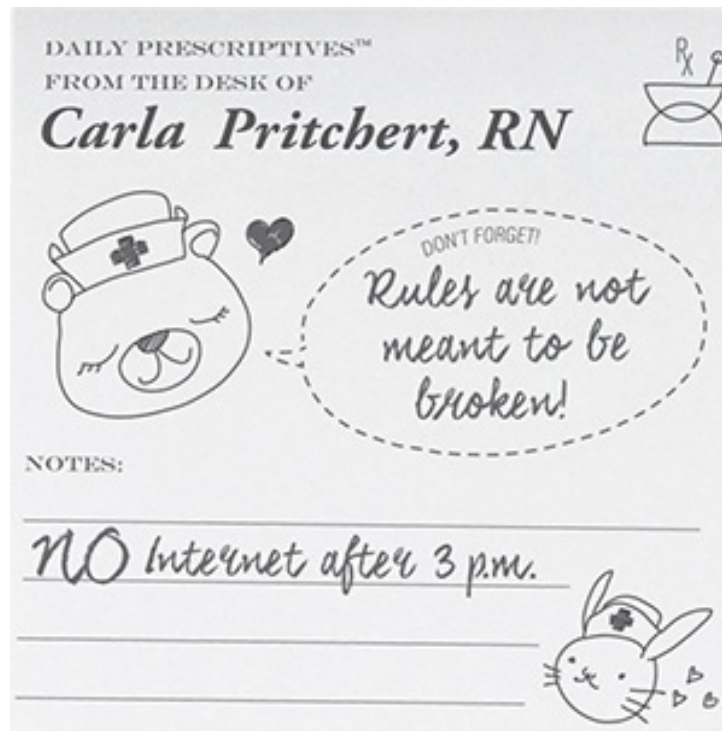 DAILY PRESCRIPTIVES™
FROM THE DESK OF
Carla Pritchert, RN
Rx
DON'T FORGET!
Rules are not
meant to be
broken!
NOTES:
NO Internet after 3 p.m.